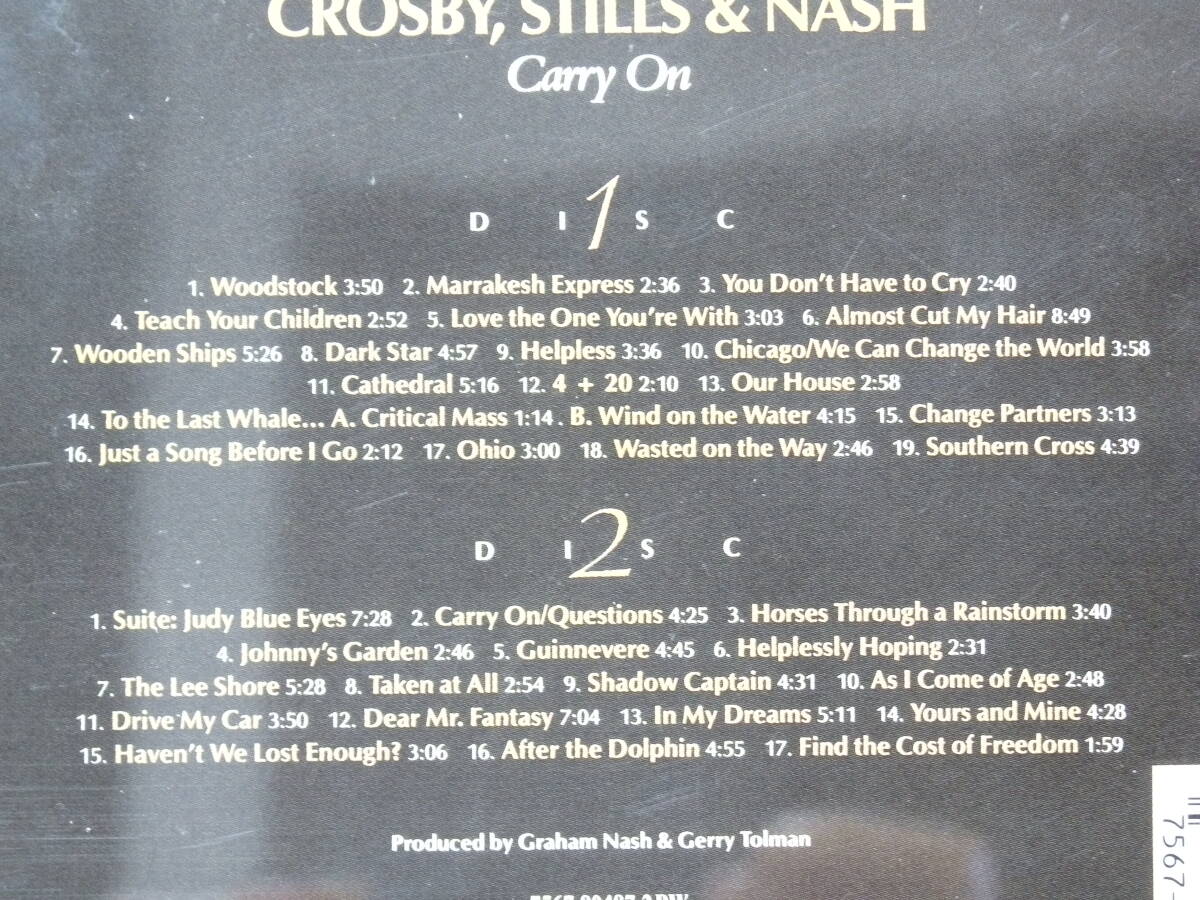 CROSBY, STILLS & NASH
Carry On
D I 1 S C
1. Woodstock 3:50 2. Marrakesh Express 2:36 3. You Don't Have to Cry 2:40
4. Teach Your Children 2:52 5. Love the One You're With 3:03 6. Almost Cut My Hair 8:49
7. Wooden Ships 5:26 8. Dark Star 4:57 9. Helpless 3:36 10. Chicago/We Can Change the World 3:58
11. Cathedral 5:16 12. 4 + 20 2:10 13. Our House 2:58
14. To the Last Whale... A. Critical Mass 1:14. B. Wind on the Water 4:15 15. Change Partners 3:13
16. Just a Song Before I Go 2:12 17. Ohio 3:00 18. Wasted on the Way 2:46 19. Southern Cross 4:39
D I 2 S C
1. Suite: Judy Blue Eyes 7:28 2. Carry On/Questions 4:25 3. Horses Through a Rainstorm 3:40
4. Johnny's Garden 2:46 5. Guinnevere 4:45 6. Helplessly Hoping 2:31
7. The Lee Shore 5:28 8. Taken at All 2:54 9. Shadow Captain 4:31 10. As I Come of Age 2:48
11. Drive My Car 3:50 12. Dear Mr. Fantasy 7:04 13. In My Dreams 5:11 14. Yours and Mine 4:28
15. Haven't We Lost Enough? 3:06 16. After the Dolphin 4:55 17. Find the Cost of Freedom 1:59
Produced by Graham Nash & Gerry Tolman
7567-